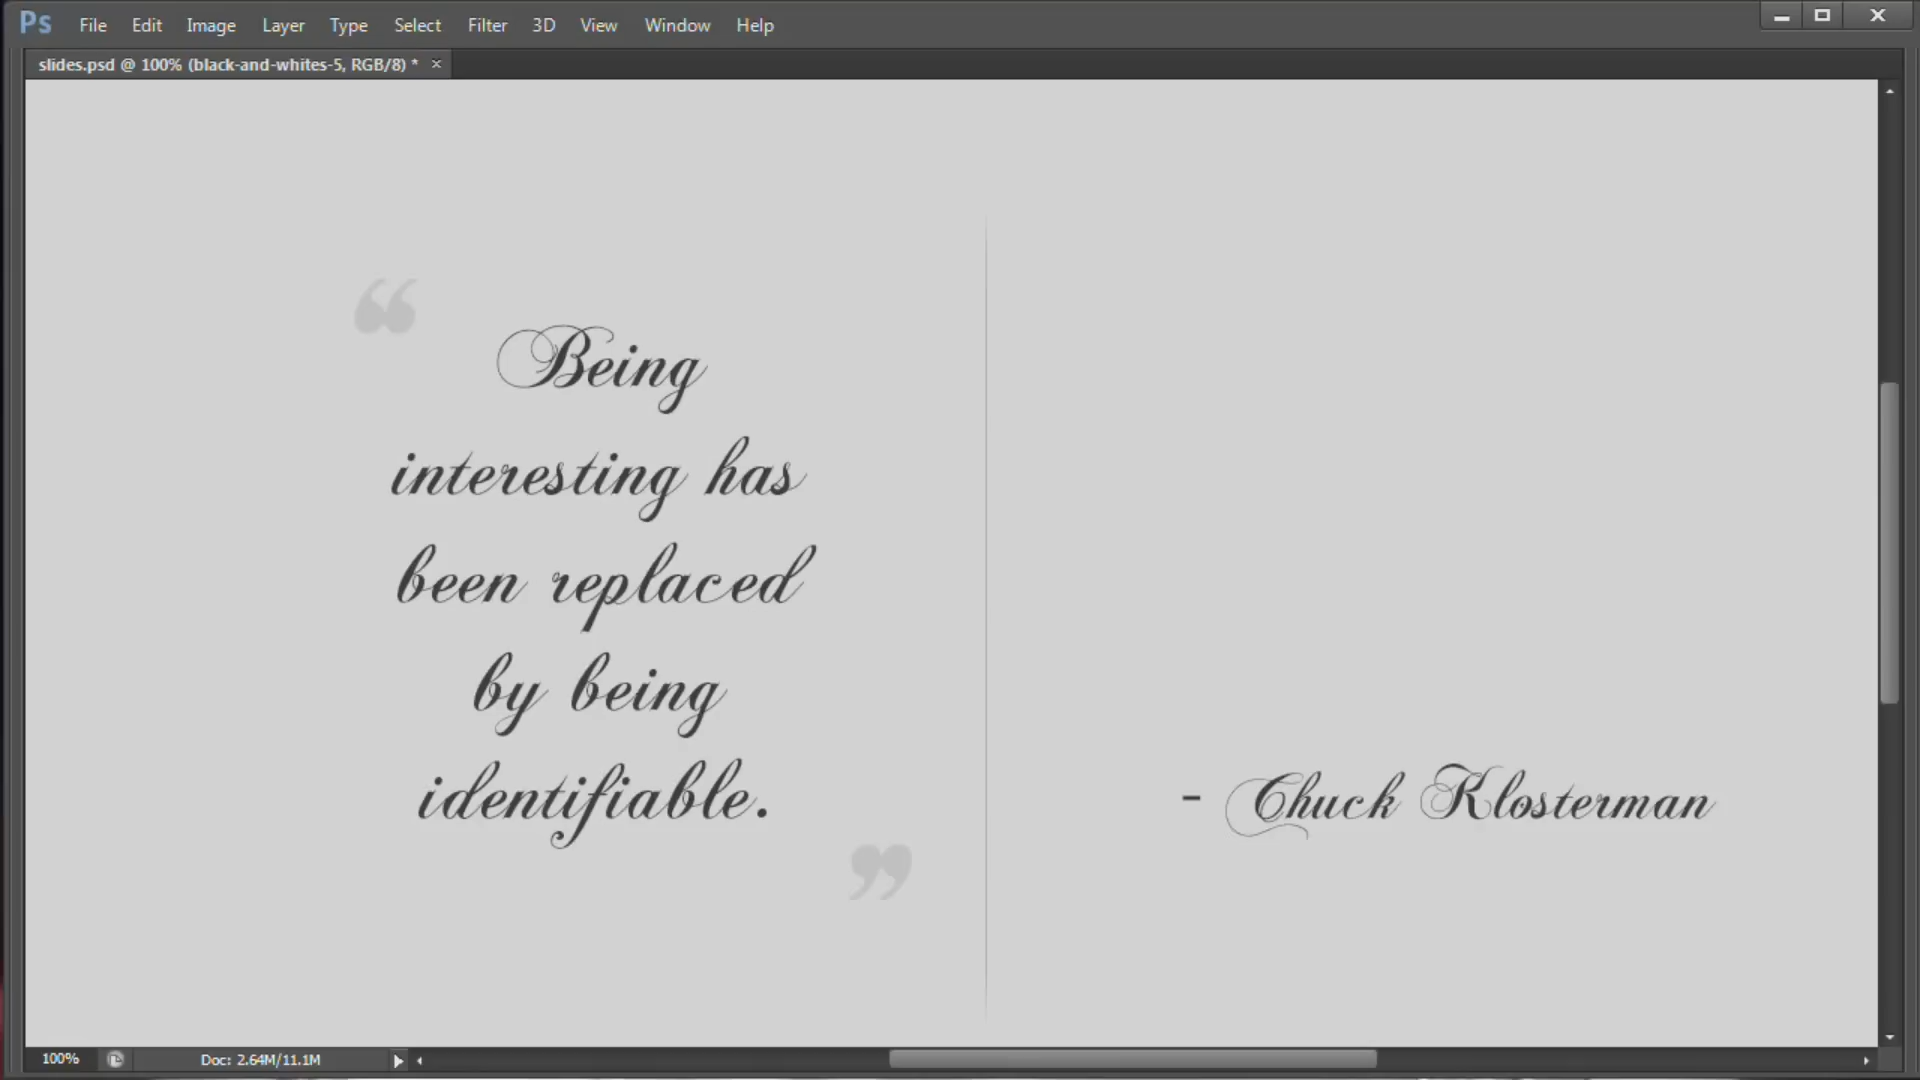 Ps File Edit Image Layer Type Select Filter 3D View Window Help
slides.psd @ 100% (black-and-whites-5, RGB/8) *
“
Being
interesting has
been replaced
by being
identifiable.
”
- Chuck Klosterman
100% Doc: 2.64M/11.1M